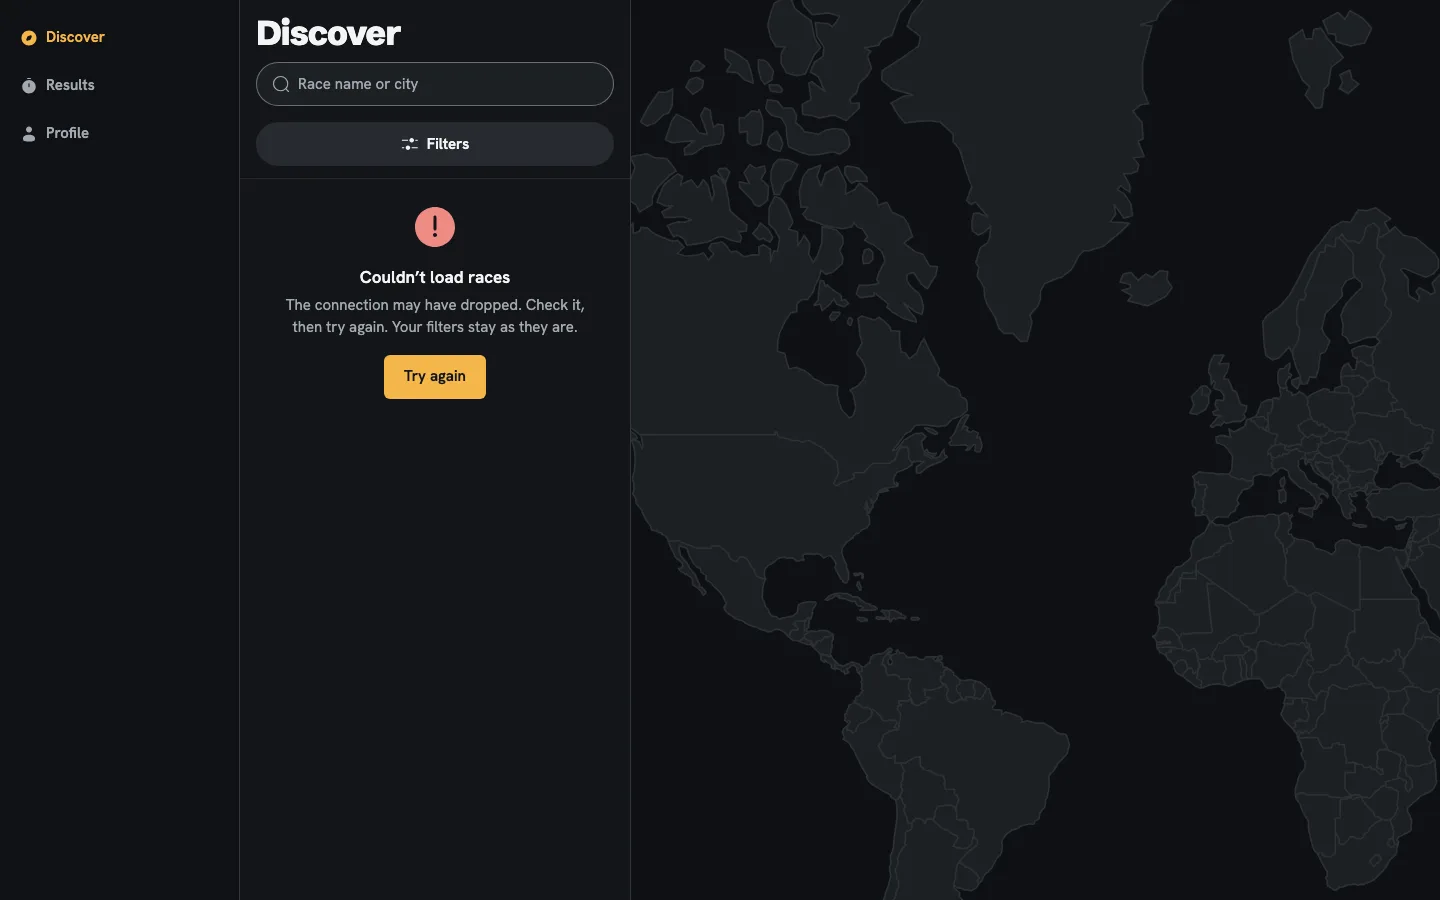 Discover
Results
Profile
Discover
Race name or city
Filters
Couldn’t load races
The connection may have dropped. Check it,
then try again. Your filters stay as they are.
Try again